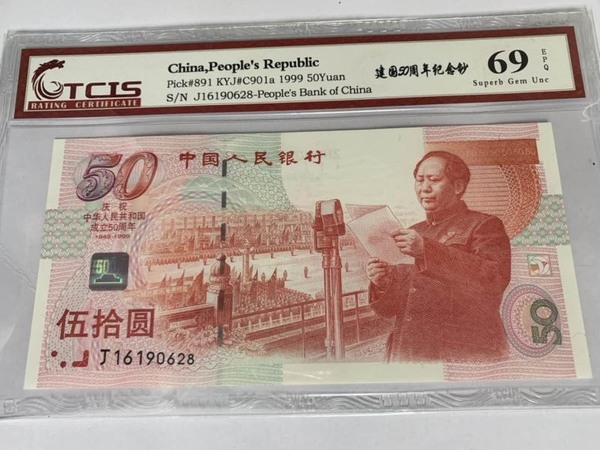 TCIS
RATING CERTIFICATE
China,People's Republic
Pick#891 KYJ#C901a 1999 50Yuan
S/N J16190628-People's Bank of China
建国50周年纪念钞
69
EPQ
Superb Gem Unc
50
中国人民银行
庆祝
中华人民共和国
成立50周年
1949-1999
50
伍拾圆
J16190628
50